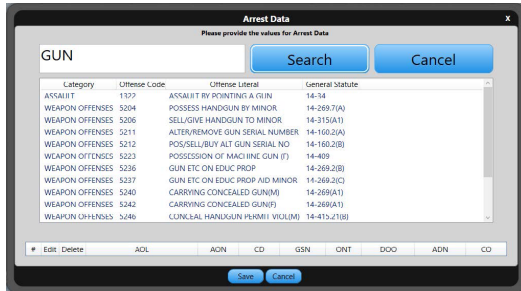 Arrest Data X
Please provide the values for Arrest Data
GUN Search Cancel
Category Offense Code Offense Literal General Statute
ASSAULT 1322 ASSAULT BY POINTING A GUN 14-34
WEAPON OFFENSES 5204 POSSESS HANDGUN BY MINOR 14-269.7(A)
WEAPON OFFENSES 5206 SELL/GIVE HANDGUN TO MINOR 14-315(A1)
WEAPON OFFENSES 5211 ALTER/REMOVE GUN SERIAL NUMBER 14-160.2(A)
WEAPON OFFENSES 5212 POS/SELL/BUY ALT GUN SERIAL NO 14-160.2(B)
WEAPON OFFENSES 5223 POSSESSION OF MACHINE GUN (F) 14-409
WEAPON OFFENSES 5236 GUN ETC ON EDUC PROP 14-269.2(B)
WEAPON OFFENSES 5237 GUN ETC ON EDUC PROP AID MINOR 14-269.2(C)
WEAPON OFFENSES 5240 CARRYING CONCEALED GUN(M) 14-269(A1)
WEAPON OFFENSES 5242 CARRYING CONCEALED GUN(F) 14-269(A1)
WEAPON OFFENSES 5246 CONCEAL HANDGUN PERMIT VIOL(M) 14-415.21(B)
# Edit Delete AOL AON CD GSN ONT DOO ADN CO
Save Cancel